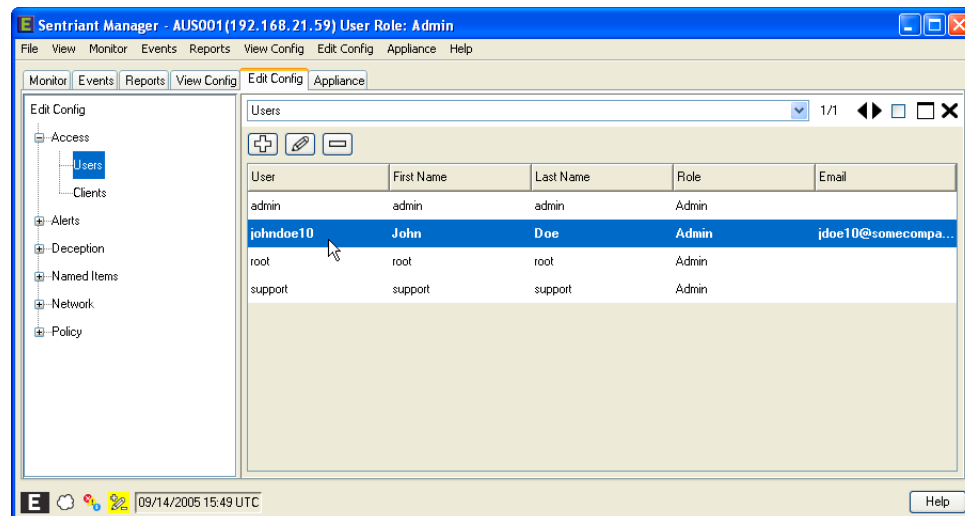 E Sentriant Manager - AUS001(192.168.21.59) User Role: Admin
File View Monitor Events Reports View Config Edit Config Appliance Help
Monitor Events Reports View Config Edit Config Appliance
Edit Config
Access
Users
Clients
Alerts
Deception
Named Items
Network
Policy
Users 1/1
User First Name Last Name Role Email
admin admin admin Admin
johndoe10 John Doe Admin jdoe10@somecompa...
root root root Admin
support support support Admin
E 09/14/2005 15:49 UTC Help